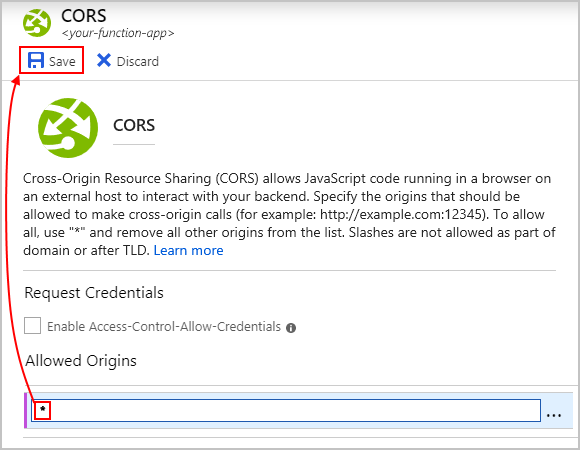 CORS
<your-function-app>
Save Discard
CORS
Cross-Origin Resource Sharing (CORS) allows JavaScript code running in a browser on
an external host to interact with your backend. Specify the origins that should be
allowed to make cross-origin calls (for example: http://example.com:12345). To allow
all, use "*" and remove all other origins from the list. Slashes are not allowed as part of
domain or after TLD. Learn more
Request Credentials
Enable Access-Control-Allow-Credentials
Allowed Origins
* ...